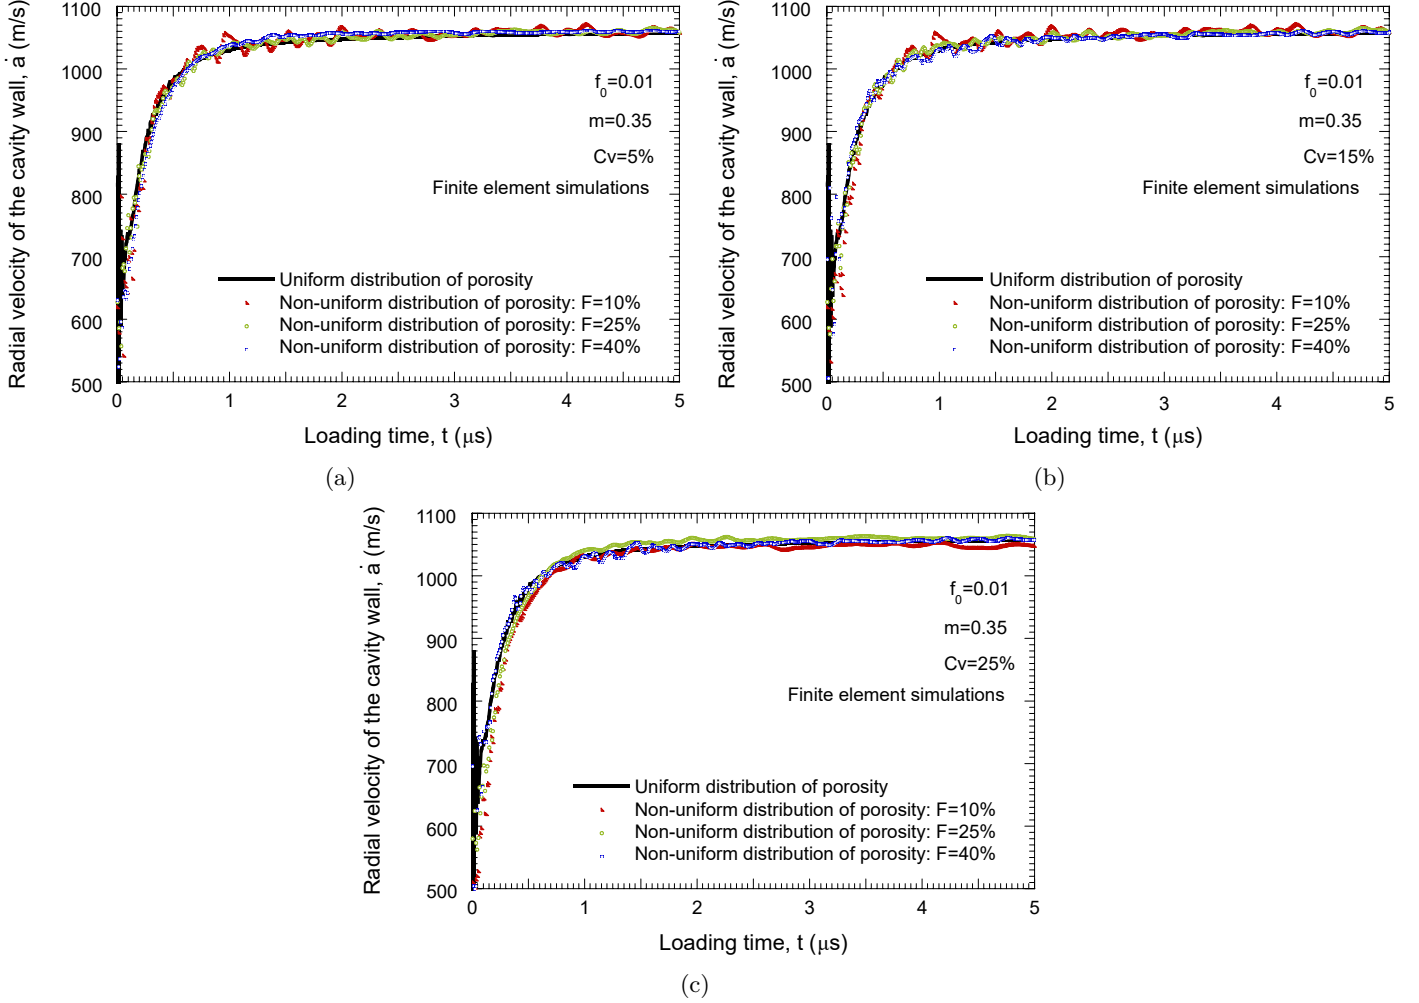 1100
1000
900
800
700
600
500
Radial velocity of the cavity wall, ȧ (m/s)
f0=0.01
m=0.35
Cv=5%
Finite element simulations
Uniform distribution of porosity
Non-uniform distribution of porosity: F=10%
Non-uniform distribution of porosity: F=25%
Non-uniform distribution of porosity: F=40%
0 1 2 3 4 5
Loading time, t (μs)
(a)
1100
1000
900
800
700
600
500
Radial velocity of the cavity wall, ȧ (m/s)
f0=0.01
m=0.35
Cv=15%
Finite element simulations
Uniform distribution of porosity
Non-uniform distribution of porosity: F=10%
Non-uniform distribution of porosity: F=25%
Non-uniform distribution of porosity: F=40%
0 1 2 3 4 5
Loading time, t (μs)
(b)
1100
1000
900
800
700
600
500
Radial velocity of the cavity wall, ȧ (m/s)
f0=0.01
m=0.35
Cv=25%
Finite element simulations
Uniform distribution of porosity
Non-uniform distribution of porosity: F=10%
Non-uniform distribution of porosity: F=25%
Non-uniform distribution of porosity: F=40%
0 1 2 3 4 5
Loading time, t (μs)
(c)